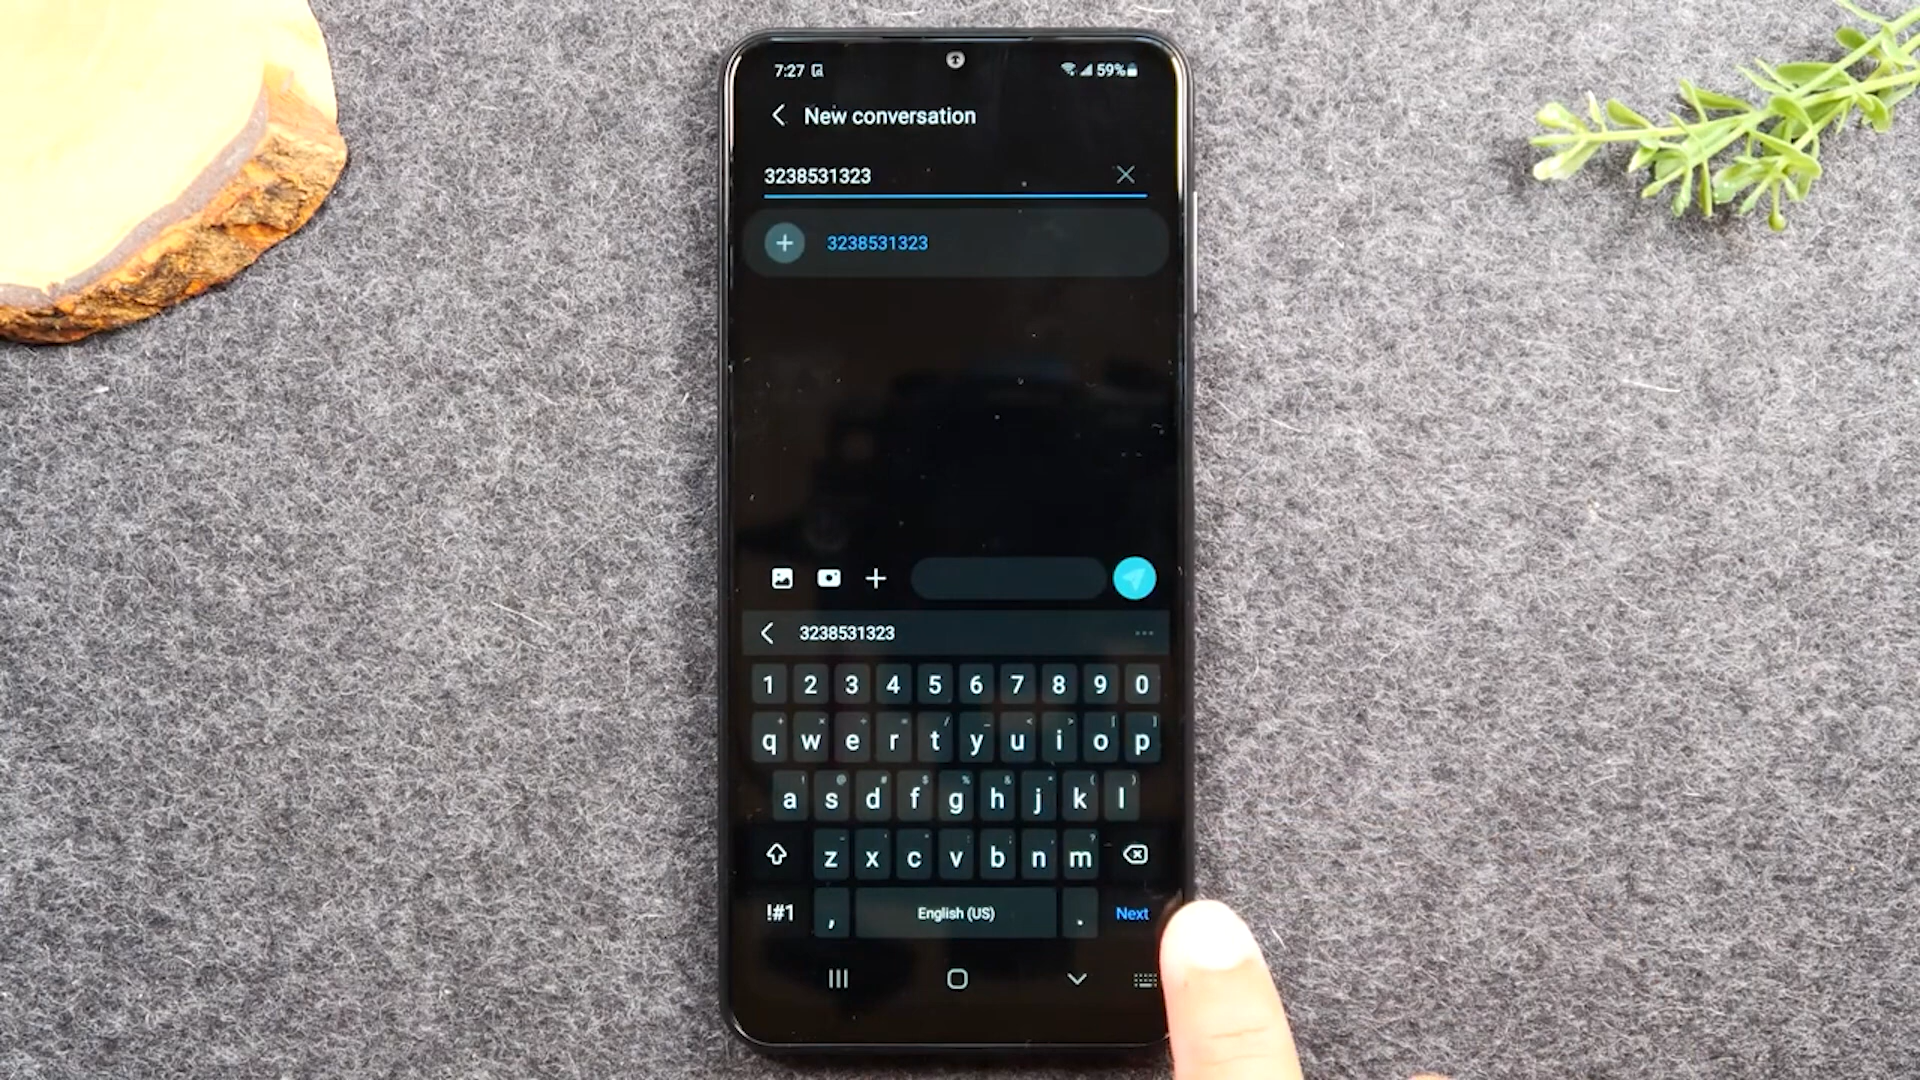 7:27 59%
New conversation
3238531323
3238531323
3238531323
1 2 3 4 5 6 7 8 9 0
q w e r t y u i o p
a s d f g h j k l
z x c v b n m
!#1 , English (US) . Next